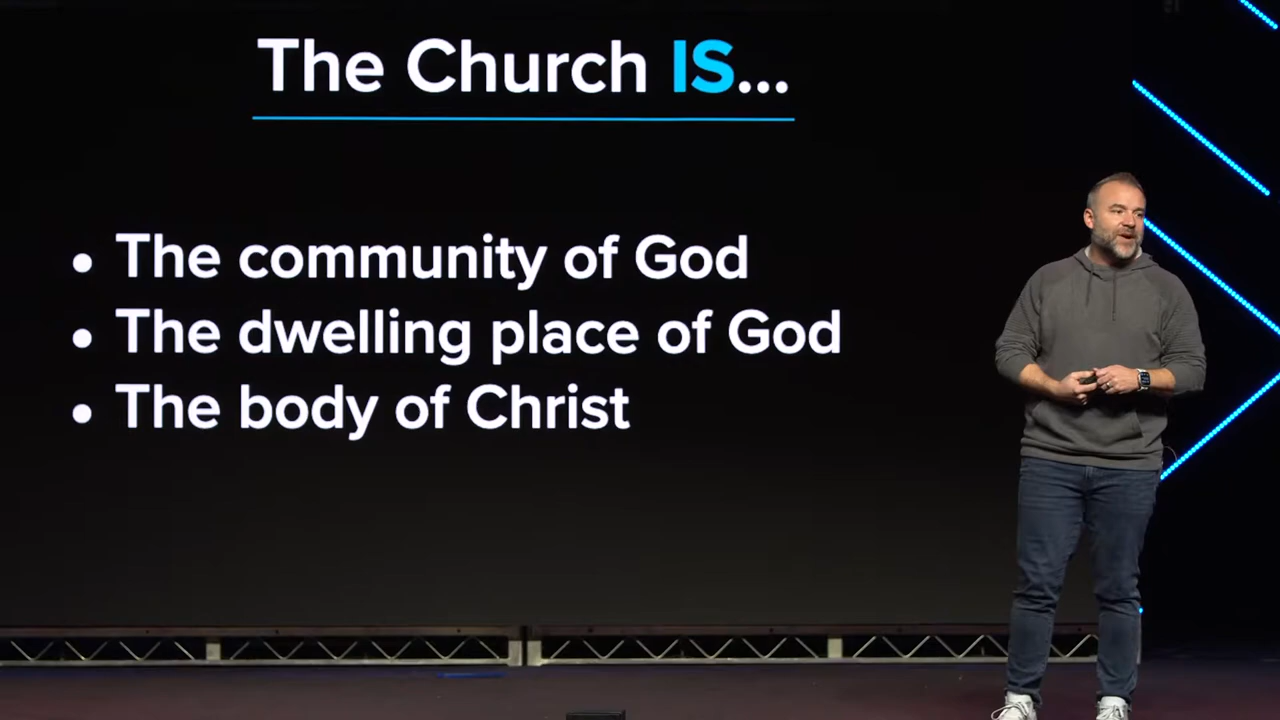 The Church IS...
• The community of God
• The dwelling place of God
• The body of Christ